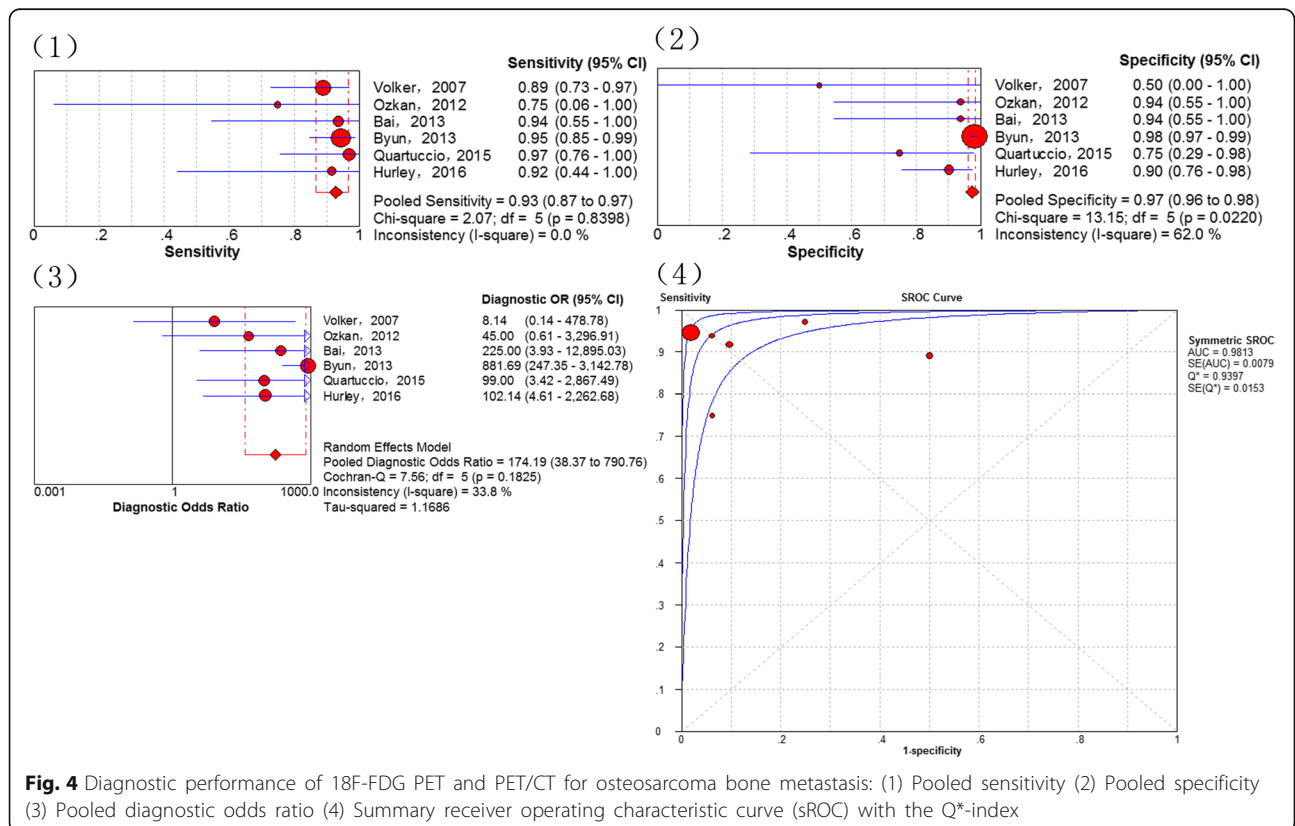 (1)
Sensitivity (95% CI)
Volker, 2007 0.89 (0.73 - 0.97)
Ozkan, 2012 0.75 (0.06 - 1.00)
Bai, 2013 0.94 (0.55 - 1.00)
Byun, 2013 0.95 (0.85 - 0.99)
Quartuccio, 2015 0.97 (0.76 - 1.00)
Hurley, 2016 0.92 (0.44 - 1.00)
Pooled Sensitivity = 0.93 (0.87 to 0.97)
Chi-square = 2.07; df = 5 (p = 0.8398)
Inconsistency (I-square) = 0.0 %
0 .2 .4 .6 .8 1
Sensitivity
(2)
Specificity (95% CI)
Volker, 2007 0.50 (0.00 - 1.00)
Ozkan, 2012 0.94 (0.55 - 1.00)
Bai, 2013 0.94 (0.55 - 1.00)
Byun, 2013 0.98 (0.97 - 0.99)
Quartuccio, 2015 0.75 (0.29 - 0.98)
Hurley, 2016 0.90 (0.76 - 0.98)
Pooled Specificity = 0.97 (0.96 to 0.98)
Chi-square = 13.15; df = 5 (p = 0.0220)
Inconsistency (I-square) = 62.0 %
0 .2 .4 .6 .8 1
Specificity
(3)
Diagnostic OR (95% CI)
Volker, 2007 8.14 (0.14 - 478.78)
Ozkan, 2012 45.00 (0.61 - 3,296.91)
Bai, 2013 225.00 (3.93 - 12,895.03)
Byun, 2013 881.69 (247.35 - 3,142.78)
Quartuccio, 2015 99.00 (3.42 - 2,867.49)
Hurley, 2016 102.14 (4.61 - 2,262.68)
Random Effects Model
Pooled Diagnostic Odds Ratio = 174.19 (38.37 to 790.76)
Cochran-Q = 7.56; df = 5 (p = 0.1825)
Inconsistency (I-square) = 33.8 %
Tau-squared = 1.1686
0.001 1 1000.0
Diagnostic Odds Ratio
(4)
Sensitivity SROC Curve
1
.9
.8
.7
.6
.5
.4
.3
.2
.1
0
0 .2 .4 .6 .8 1
1-specificity
Symmetric SROC
AUC = 0.9813
SE(AUC) = 0.0079
Q* = 0.9397
SE(Q*) = 0.0153
Fig. 4 Diagnostic performance of 18F-FDG PET and PET/CT for osteosarcoma bone metastasis: (1) Pooled sensitivity (2) Pooled specificity
(3) Pooled diagnostic odds ratio (4) Summary receiver operating characteristic curve (sROC) with the Q*-index